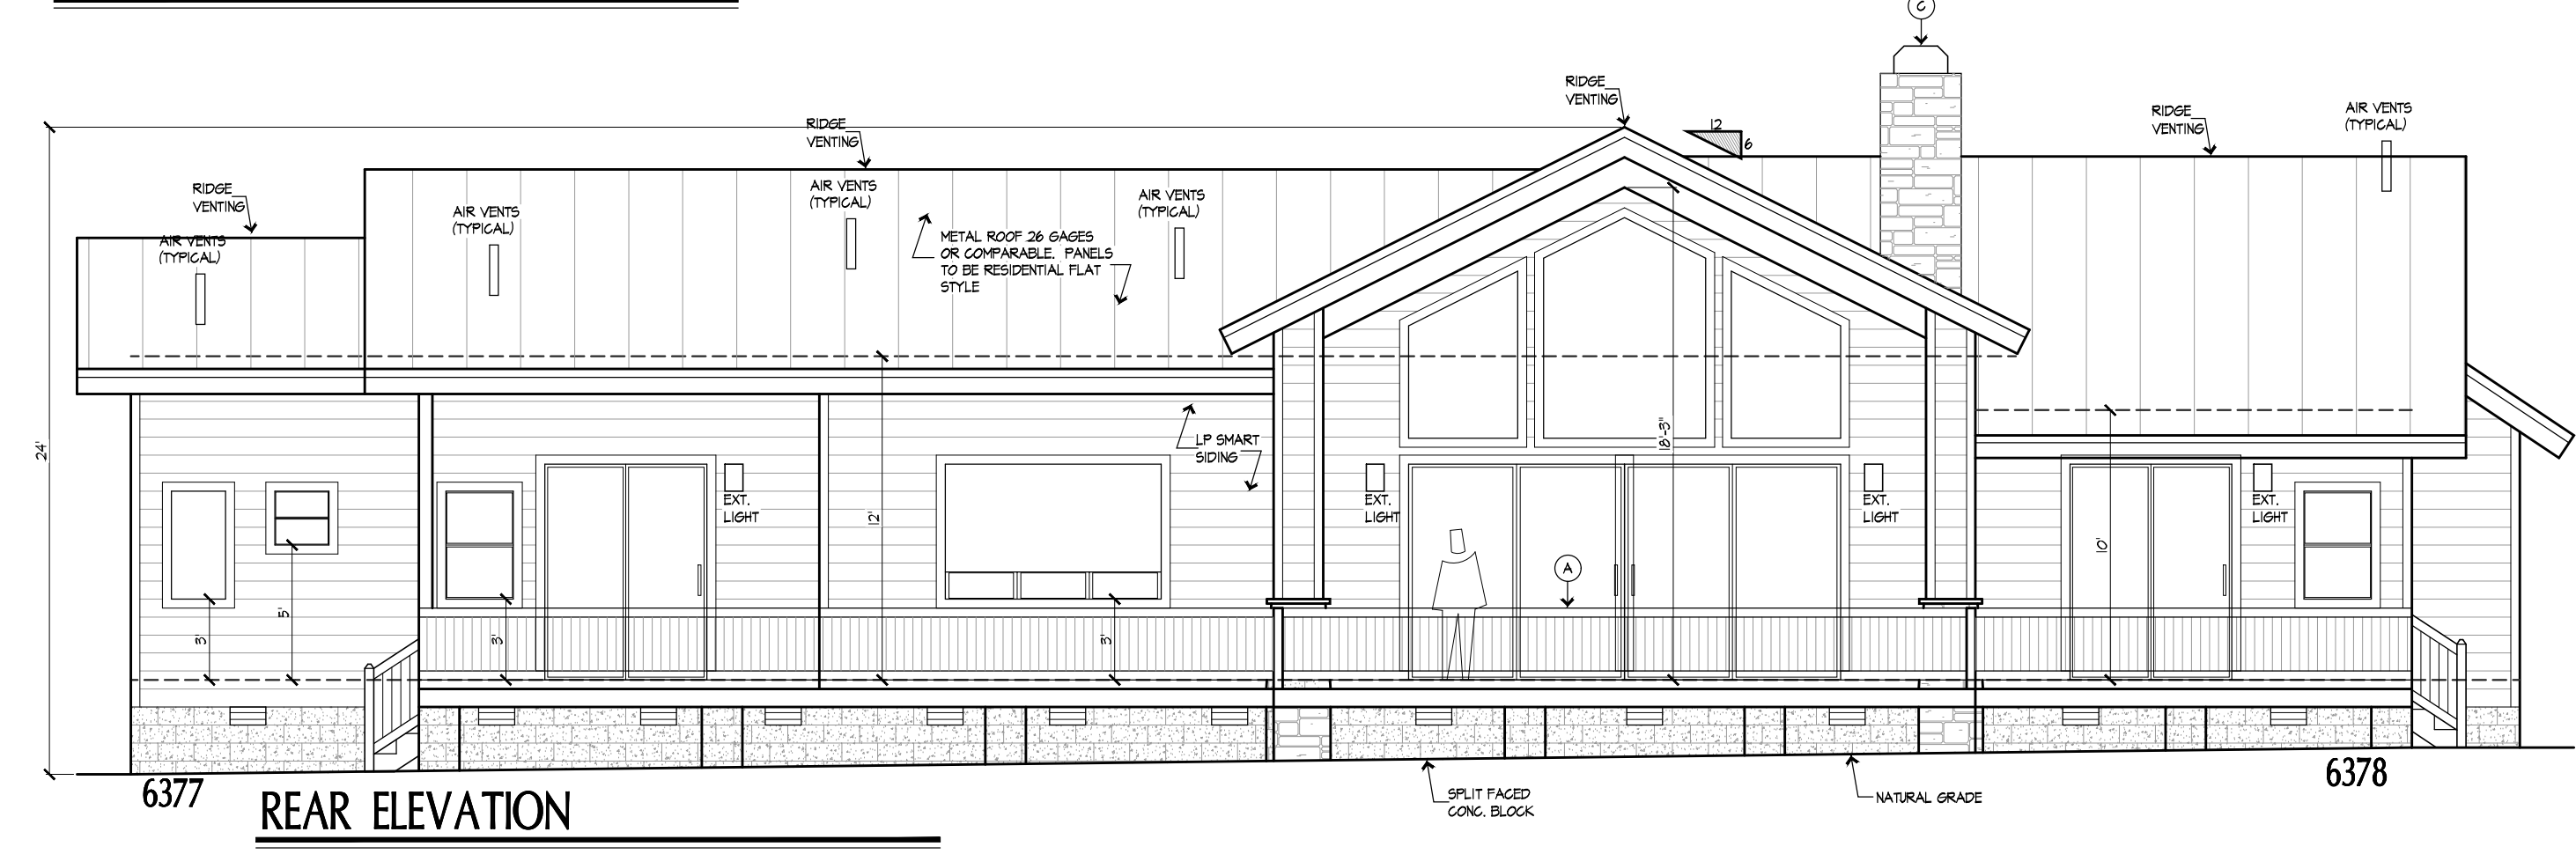 C
RIDGE
VENTING
12
6
RIDGE
VENTING
AIR VENTS
(TYPICAL)
RIDGE
VENTING
RIDGE
VENTING
AIR VENTS
(TYPICAL)
AIR VENTS
(TYPICAL)
AIR VENTS
(TYPICAL)
AIR VENTS
(TYPICAL)
METAL ROOF 26 GAGES
OR COMPARABLE. PANELS
TO BE RESIDENTIAL FLAT
STYLE
24'
LP SMART
SIDING
18'-3"
EXT.
LIGHT
EXT.
LIGHT
EXT.
LIGHT
EXT.
LIGHT
12'
10'
A
3'
5'
3'
3'
6377
6378
REAR ELEVATION
SPLIT FACED
CONC. BLOCK
NATURAL GRADE